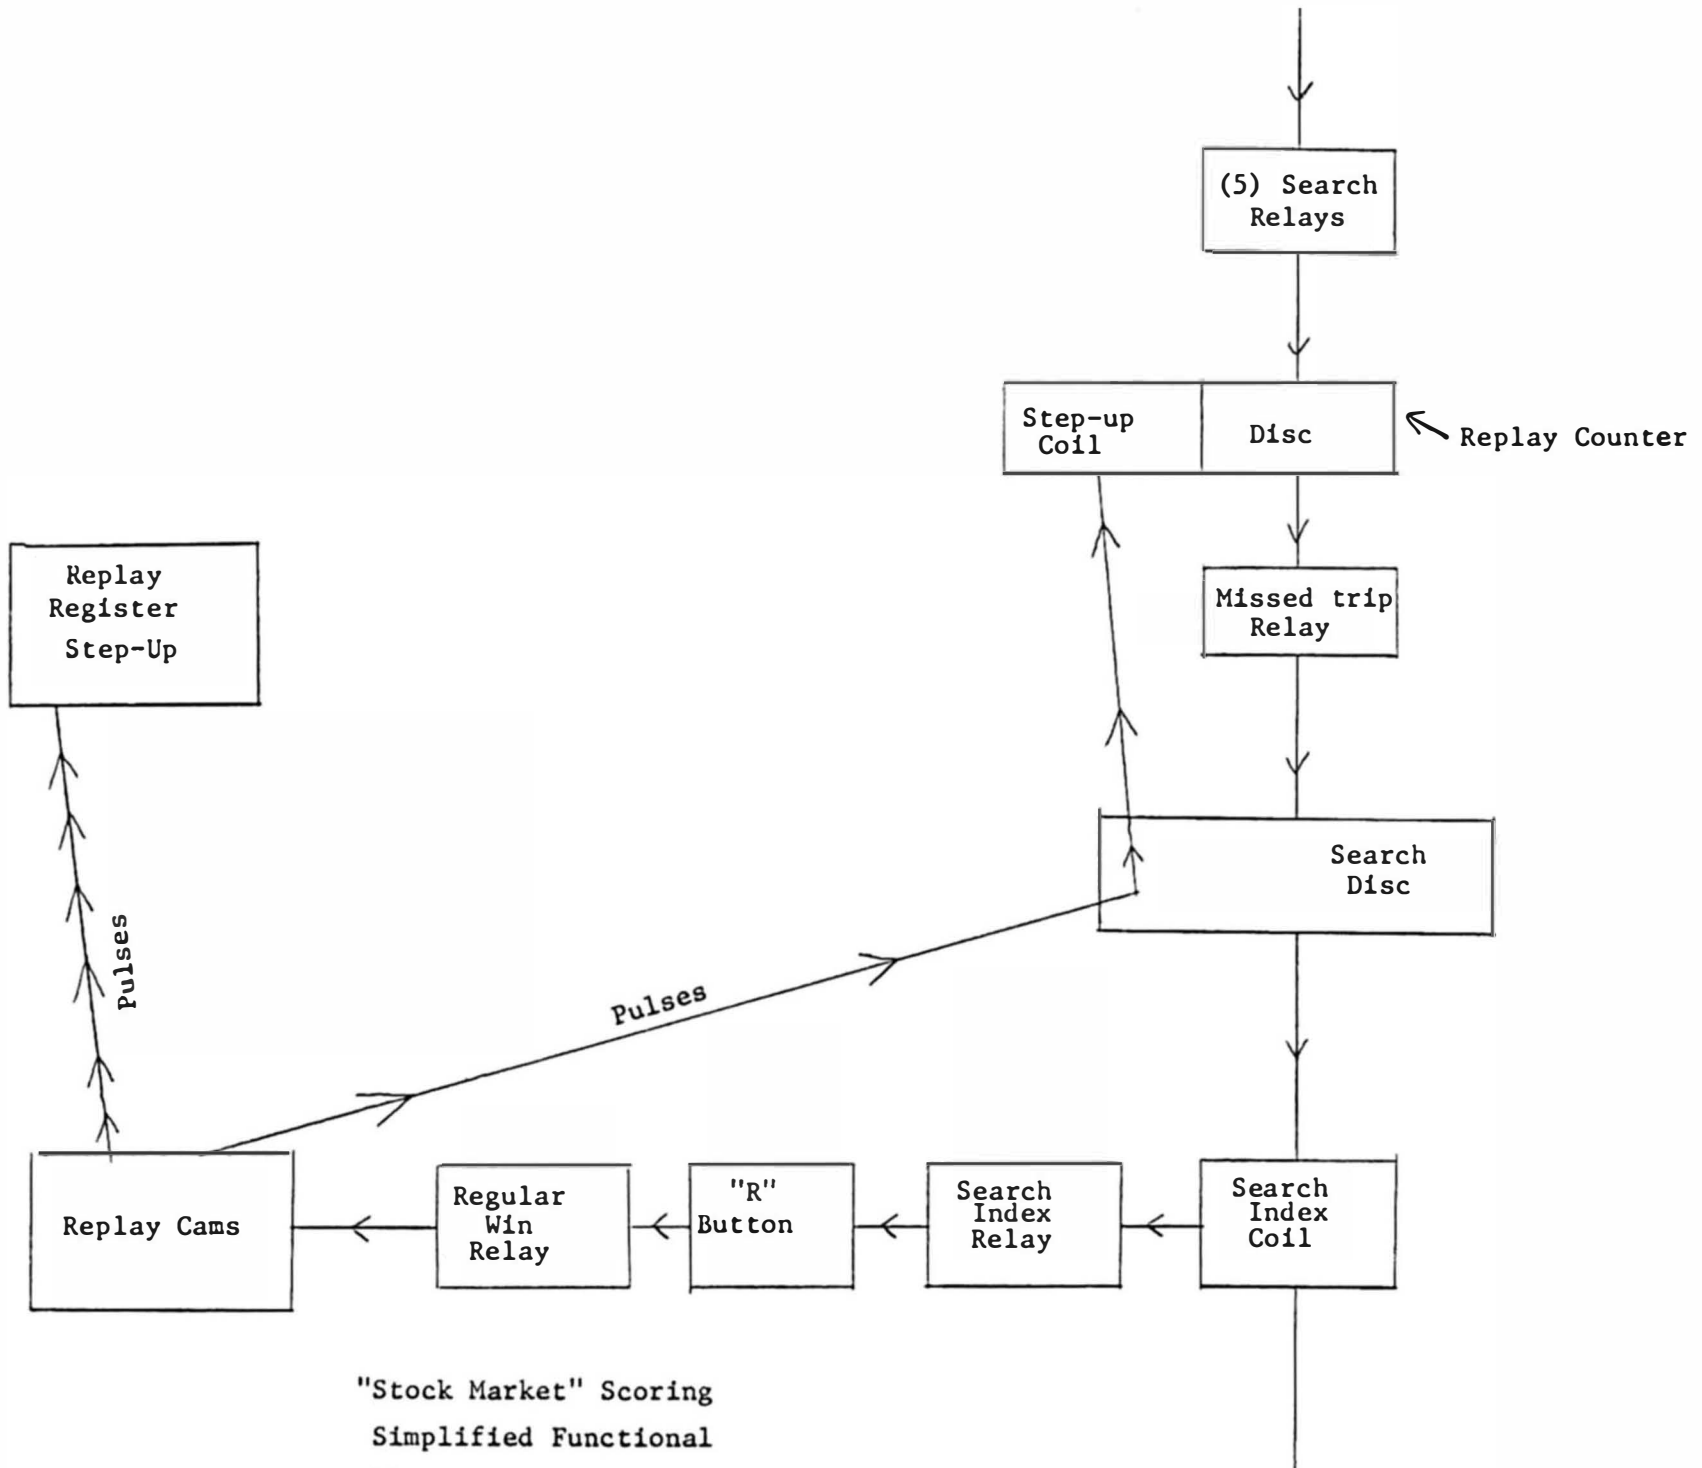 (5) Search
Relays
Step-up
Coil
Disc
Replay Counter
Replay
Register
Step-Up
Missed trip
Relay
Search
Disc
Pulses
Pulses
Replay Cams
Regular
Win
Relay
"R"
Button
Search
Index
Relay
Search
Index
Coil
"Stock Market" Scoring
Simplified Functional